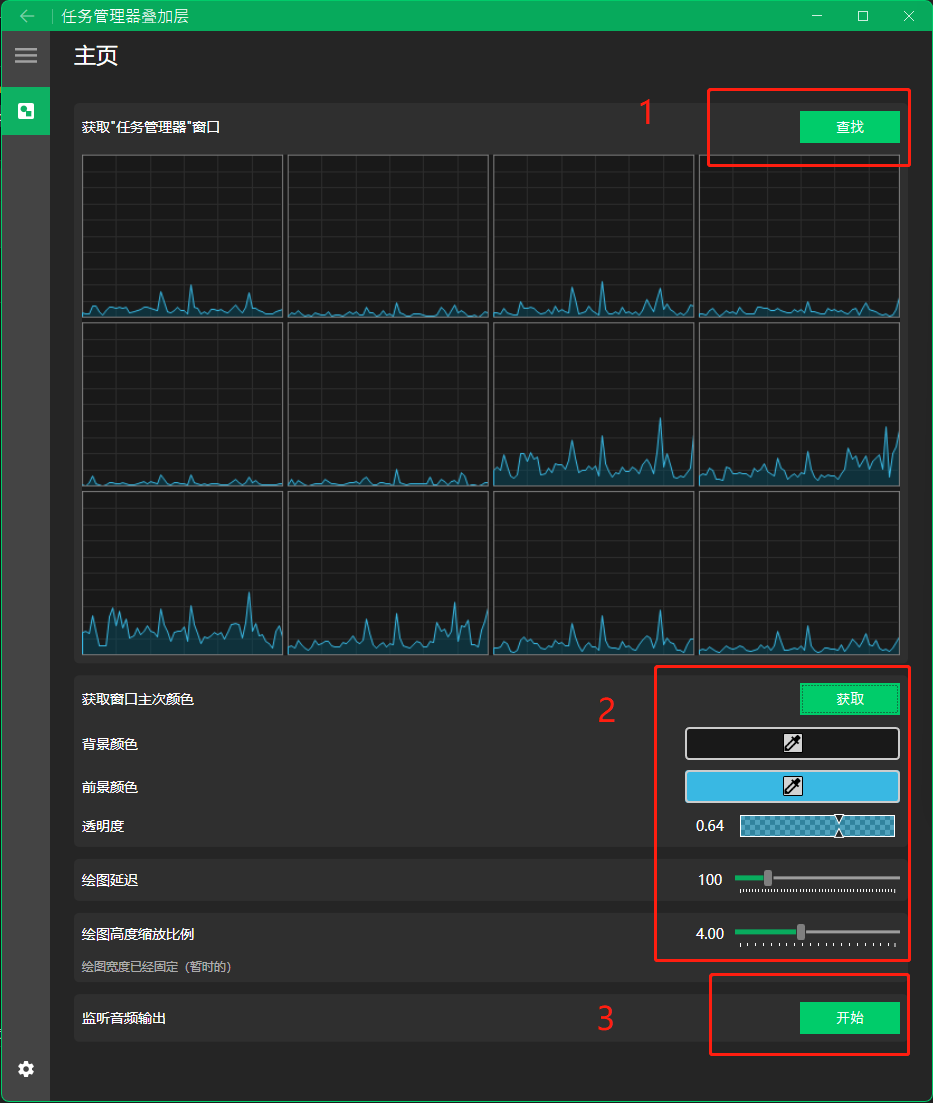 任务管理器叠加层
主页
1
获取"任务管理器"窗口
查找
2
获取窗口主次颜色
获取
背景颜色
前景颜色
透明度
0.64
绘图延迟
100
绘图高度缩放比例
4.00
绘图宽度已经固定（暂时的）
监听音频输出
3
开始